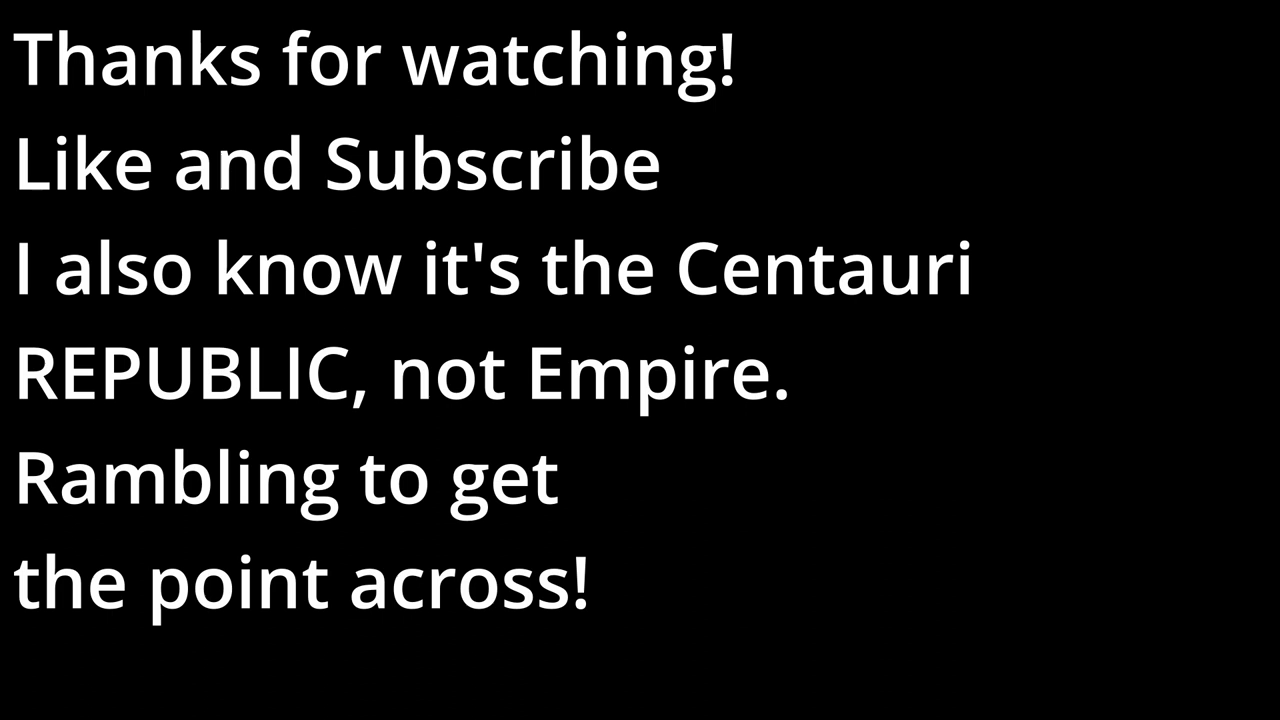 Thanks for watching!
Like and Subscribe
I also know it's the Centauri
REPUBLIC, not Empire.
Rambling to get
the point across!